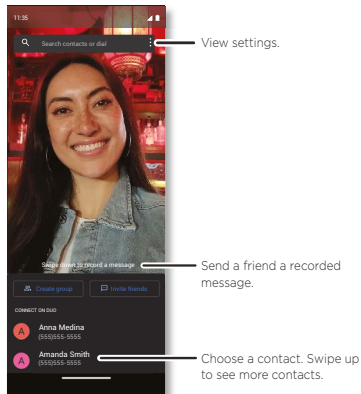 11:35
Search contacts or dial
View settings.
Swipe down to record a message
Send a friend a recorded
message.
Create group
Invite friends
CONNECT ON DUO
A
Anna Medina
(555)555-5555
A
Amanda Smith
(555)555-5555
Choose a contact. Swipe up
to see more contacts.